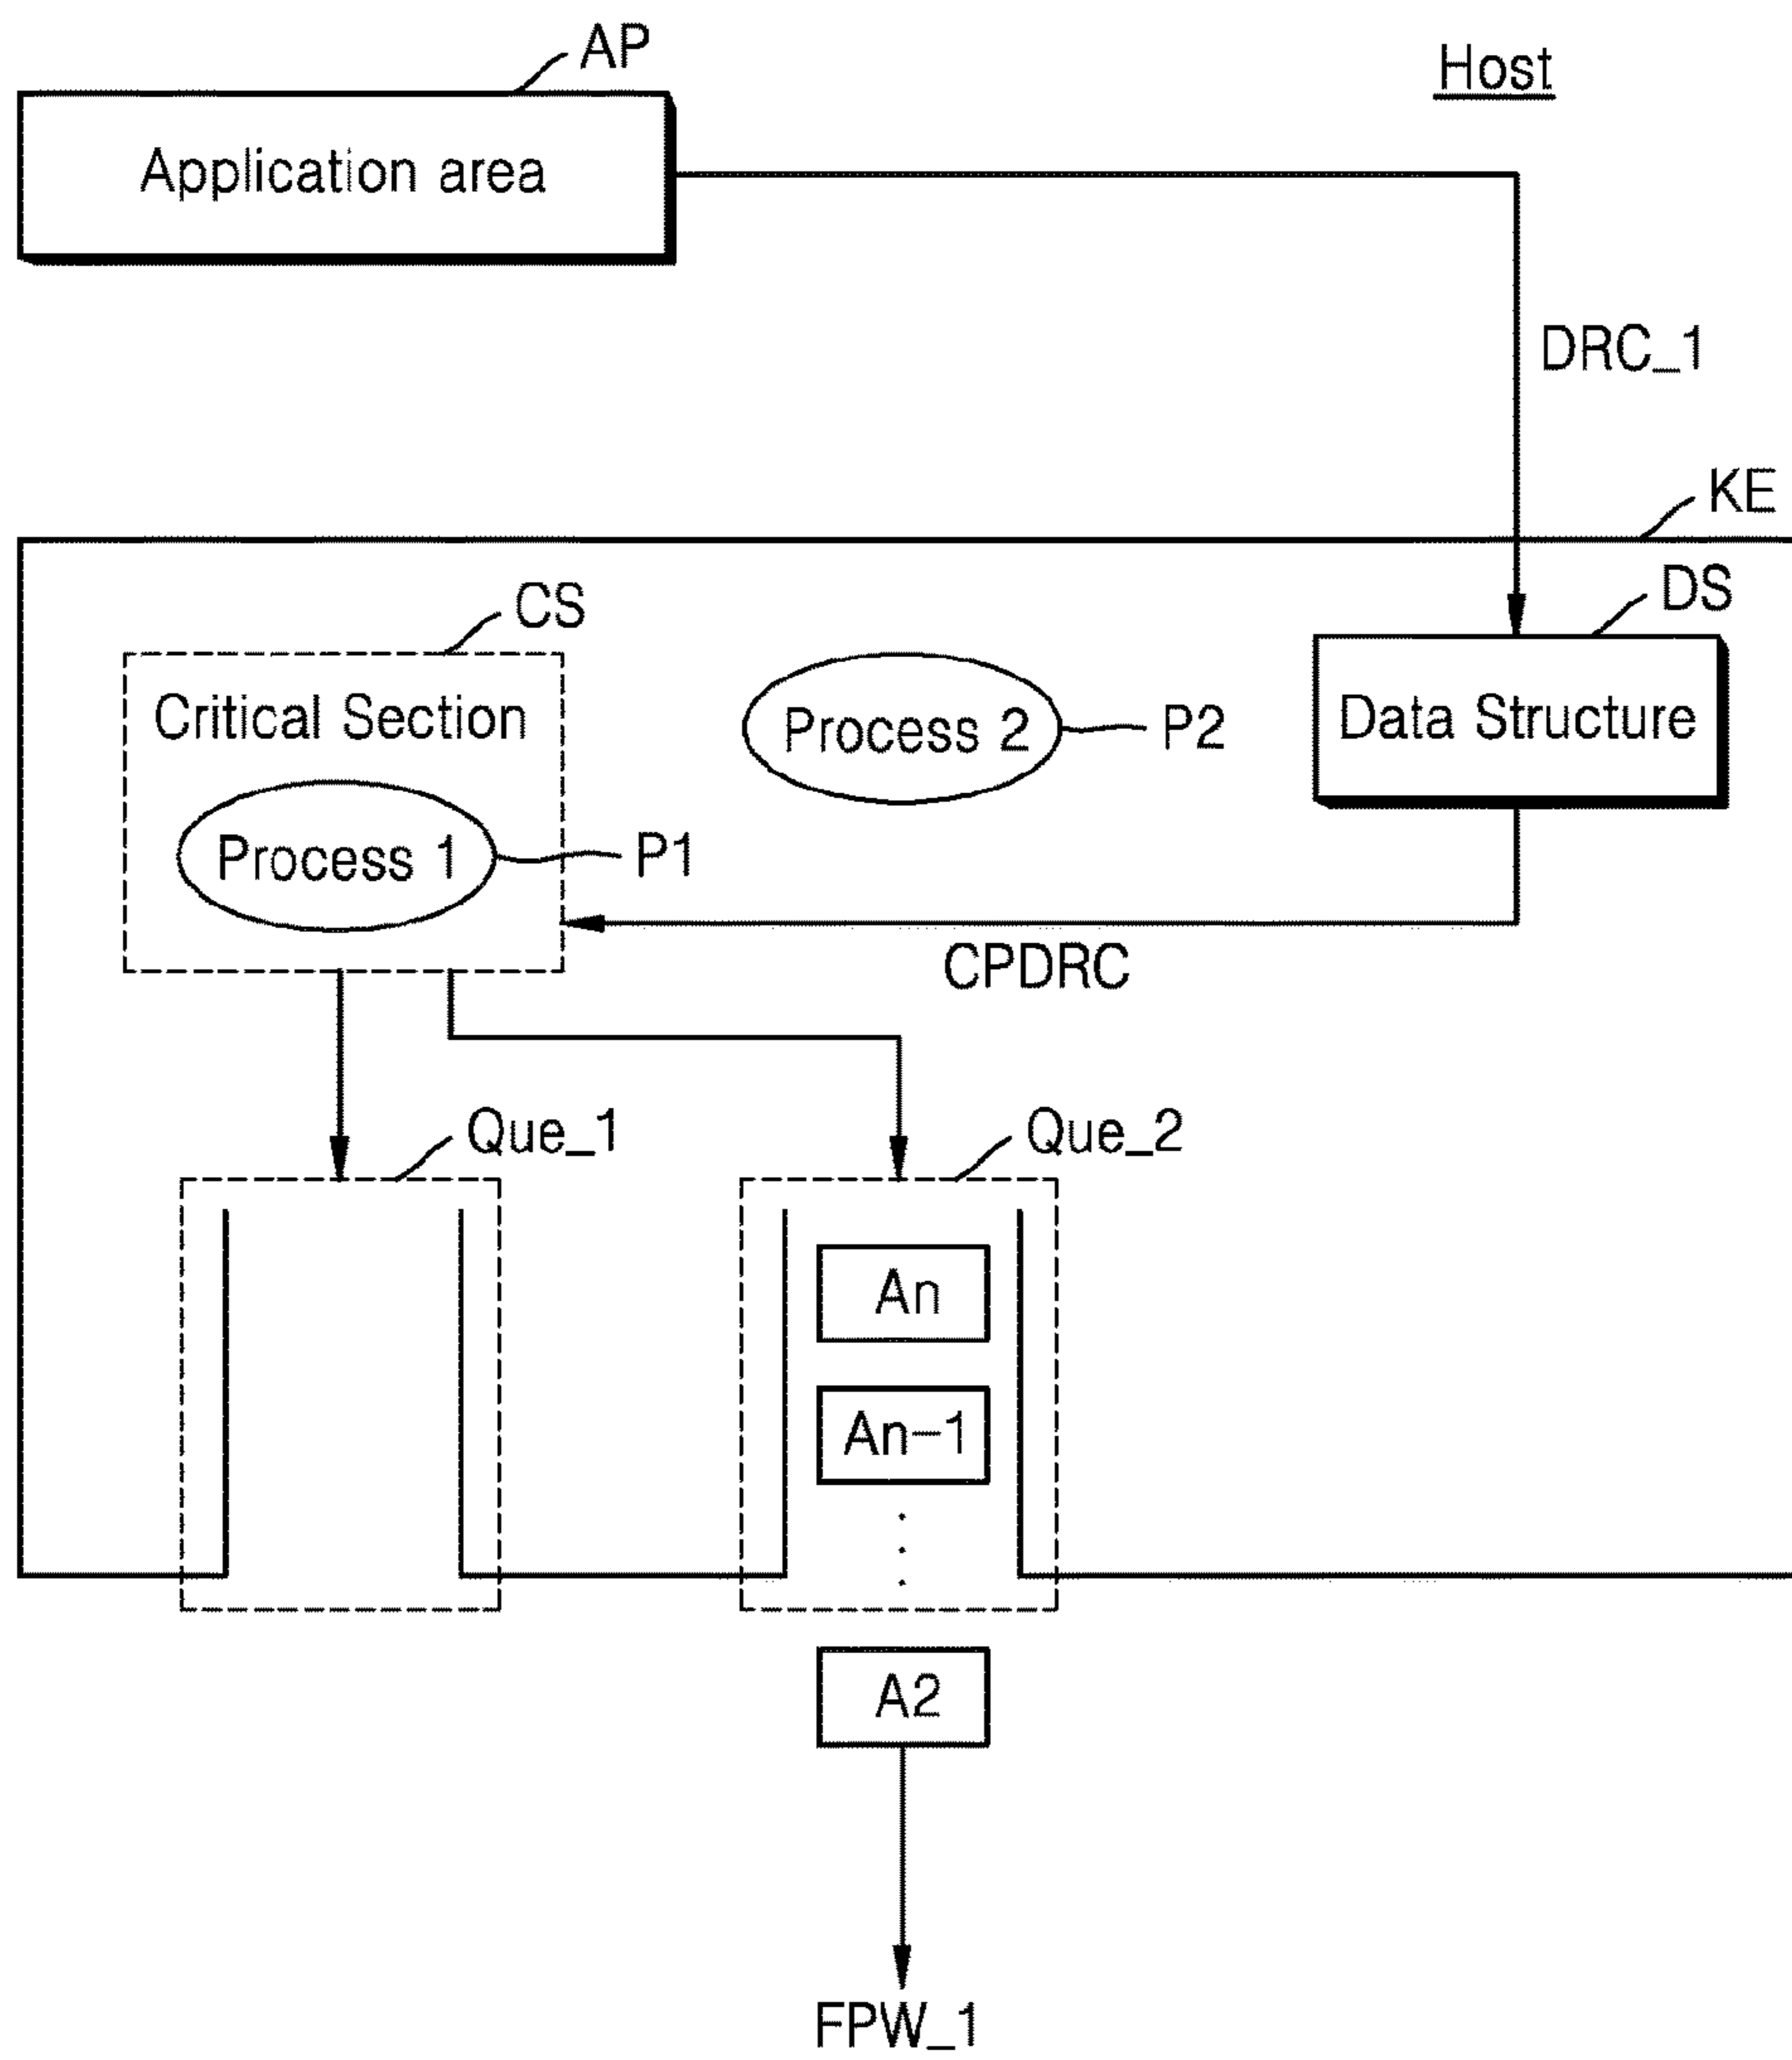 AP
Host
Application area
DRC_1
KE
CS
DS
Critical Section
Process 2
P2
Data Structure
Process 1
P1
CPDRC
Que_1
Que_2
An
An-1
A2
FPW_1